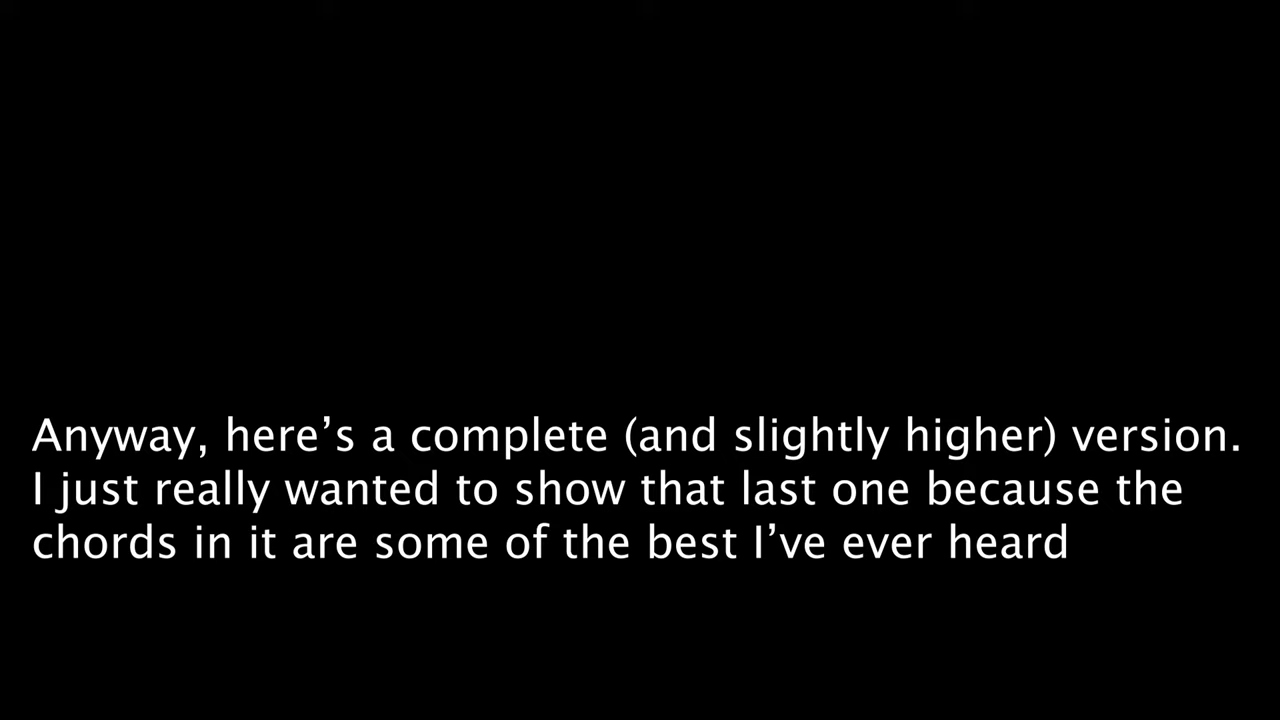 Anyway, here’s a complete (and slightly higher) version.
I just really wanted to show that last one because the
chords in it are some of the best I’ve ever heard